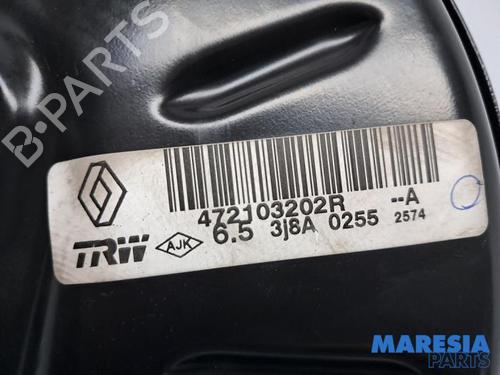 B-PARTS
472103202R --A
TRW AJK 6.5 3J8A 0255 2574
MARESIA
PARTS